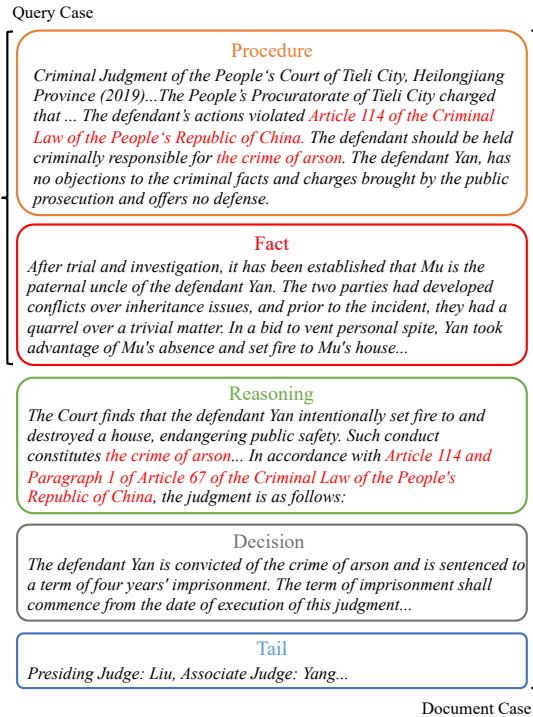 Query Case
Procedure
Criminal Judgment of the People‘s Court of Tieli City, Heilongjiang
Province (2019)...The People’s Procuratorate of Tieli City charged
that ... The defendant’s actions violated Article 114 of the Criminal
Law of the People‘s Republic of China. The defendant should be held
criminally responsible for the crime of arson. The defendant Yan, has
no objections to the criminal facts and charges brought by the public
prosecution and offers no defense.
Fact
After trial and investigation, it has been established that Mu is the
paternal uncle of the defendant Yan. The two parties had developed
conflicts over inheritance issues, and prior to the incident, they had a
quarrel over a trivial matter. In a bid to vent personal spite, Yan took
advantage of Mu's absence and set fire to Mu's house...
Reasoning
The Court finds that the defendant Yan intentionally set fire to and
destroyed a house, endangering public safety. Such conduct
constitutes the crime of arson... In accordance with Article 114 and
Paragraph 1 of Article 67 of the Criminal Law of the People's
Republic of China, the judgment is as follows:
Decision
The defendant Yan is convicted of the crime of arson and is sentenced to
a term of four years' imprisonment. The term of imprisonment shall
commence from the date of execution of this judgment...
Tail
Presiding Judge: Liu, Associate Judge: Yang...
Document Case